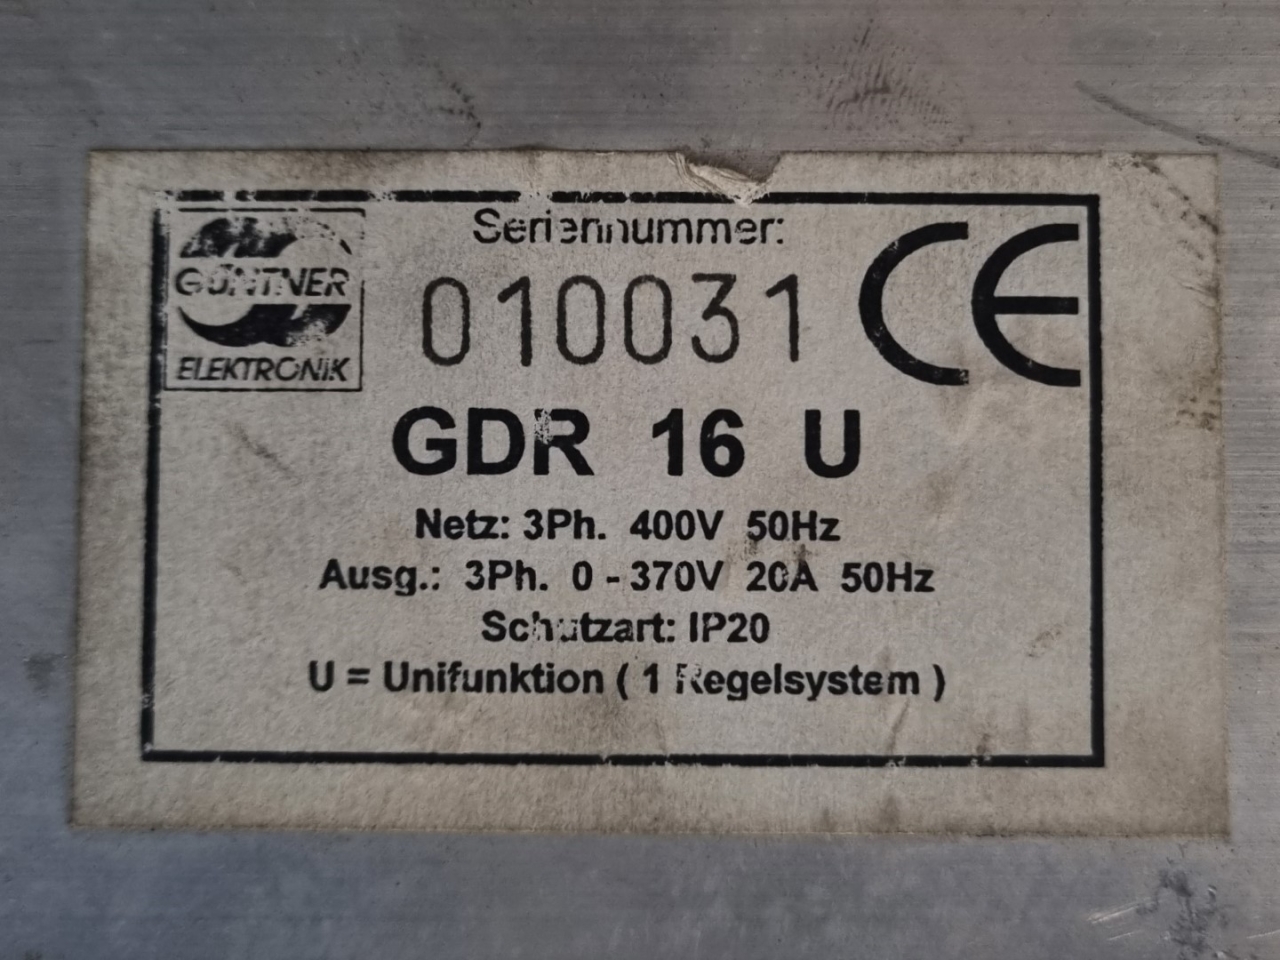 GÜNTNER
ELEKTRONIK
Seriennummer:
010031
CE
GDR 16 U
Netz: 3Ph. 400V 50Hz
Ausg.: 3Ph. 0 - 370V 20A 50Hz
Schutzart: IP20
U = Unifunktion ( 1 Regelsystem )